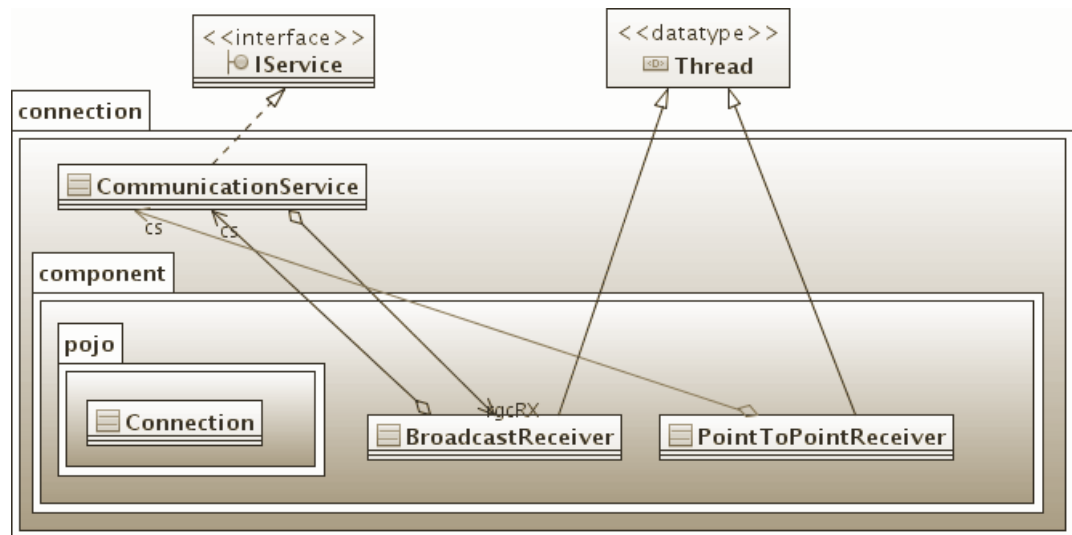 <<interface>>
IService
<<datatype>>
Thread
connection
CommunicationService
cs
cs
component
pojo
Connection
BroadcastReceiver
PointToPointReceiver